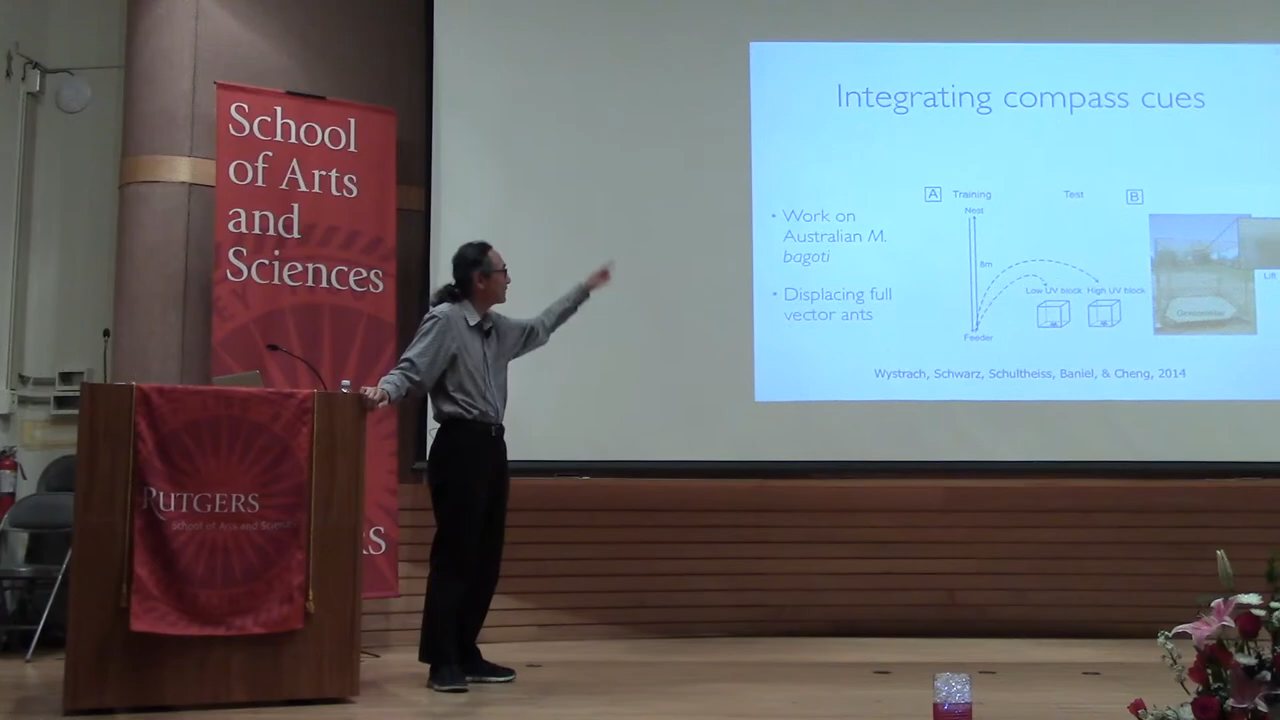 School
of Arts
and
Sciences
RUTGERS
School of Arts and Sciences
RS
Integrating compass cues
• Work on
Australian M.
bagoti
• Displacing full
vector ants
A Training Test B
Nest
8m
Low UV block High UV block
Feeder
Lift
Wystrach, Schwarz, Schultheiss, Baniel, & Cheng, 2014